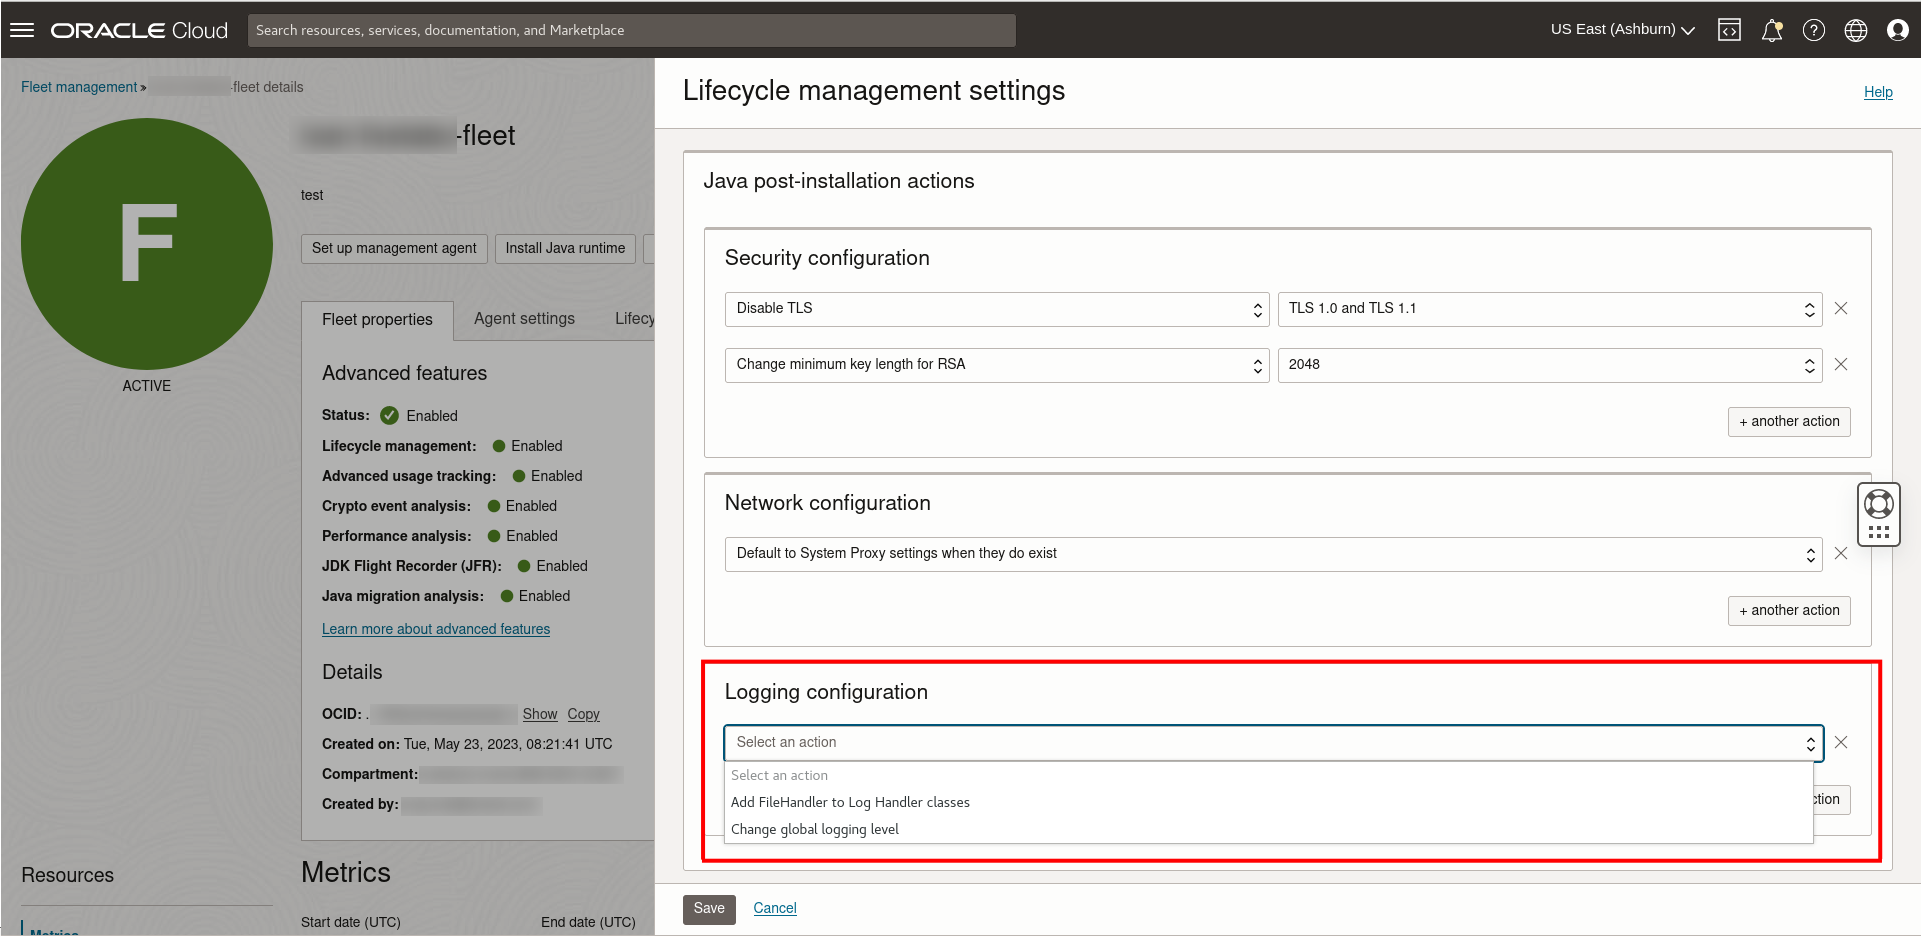 ORACLE Cloud
Search resources, services, documentation, and Marketplace
US East (Ashburn)
Fleet management » -fleet details
F
ACTIVE
-fleet
test
Set up management agent
Install Java runtime
Fleet properties
Agent settings
Lifecy
Advanced features
Status: Enabled
Lifecycle management: Enabled
Advanced usage tracking: Enabled
Crypto event analysis: Enabled
Performance analysis: Enabled
JDK Flight Recorder (JFR): Enabled
Java migration analysis: Enabled
Learn more about advanced features
Details
OCID: . Show Copy
Created on: Tue, May 23, 2023, 08:21:41 UTC
Compartment:
Created by:
Resources
Metrics
Metrics
Start date (UTC)
End date (UTC)
Lifecycle management settings
Help
Java post-installation actions
Security configuration
Disable TLS
TLS 1.0 and TLS 1.1
Change minimum key length for RSA
2048
+ another action
Network configuration
Default to System Proxy settings when they do exist
+ another action
Logging configuration
Select an action
Select an action
Add FileHandler to Log Handler classes
Change global logging level
ction
Save
Cancel